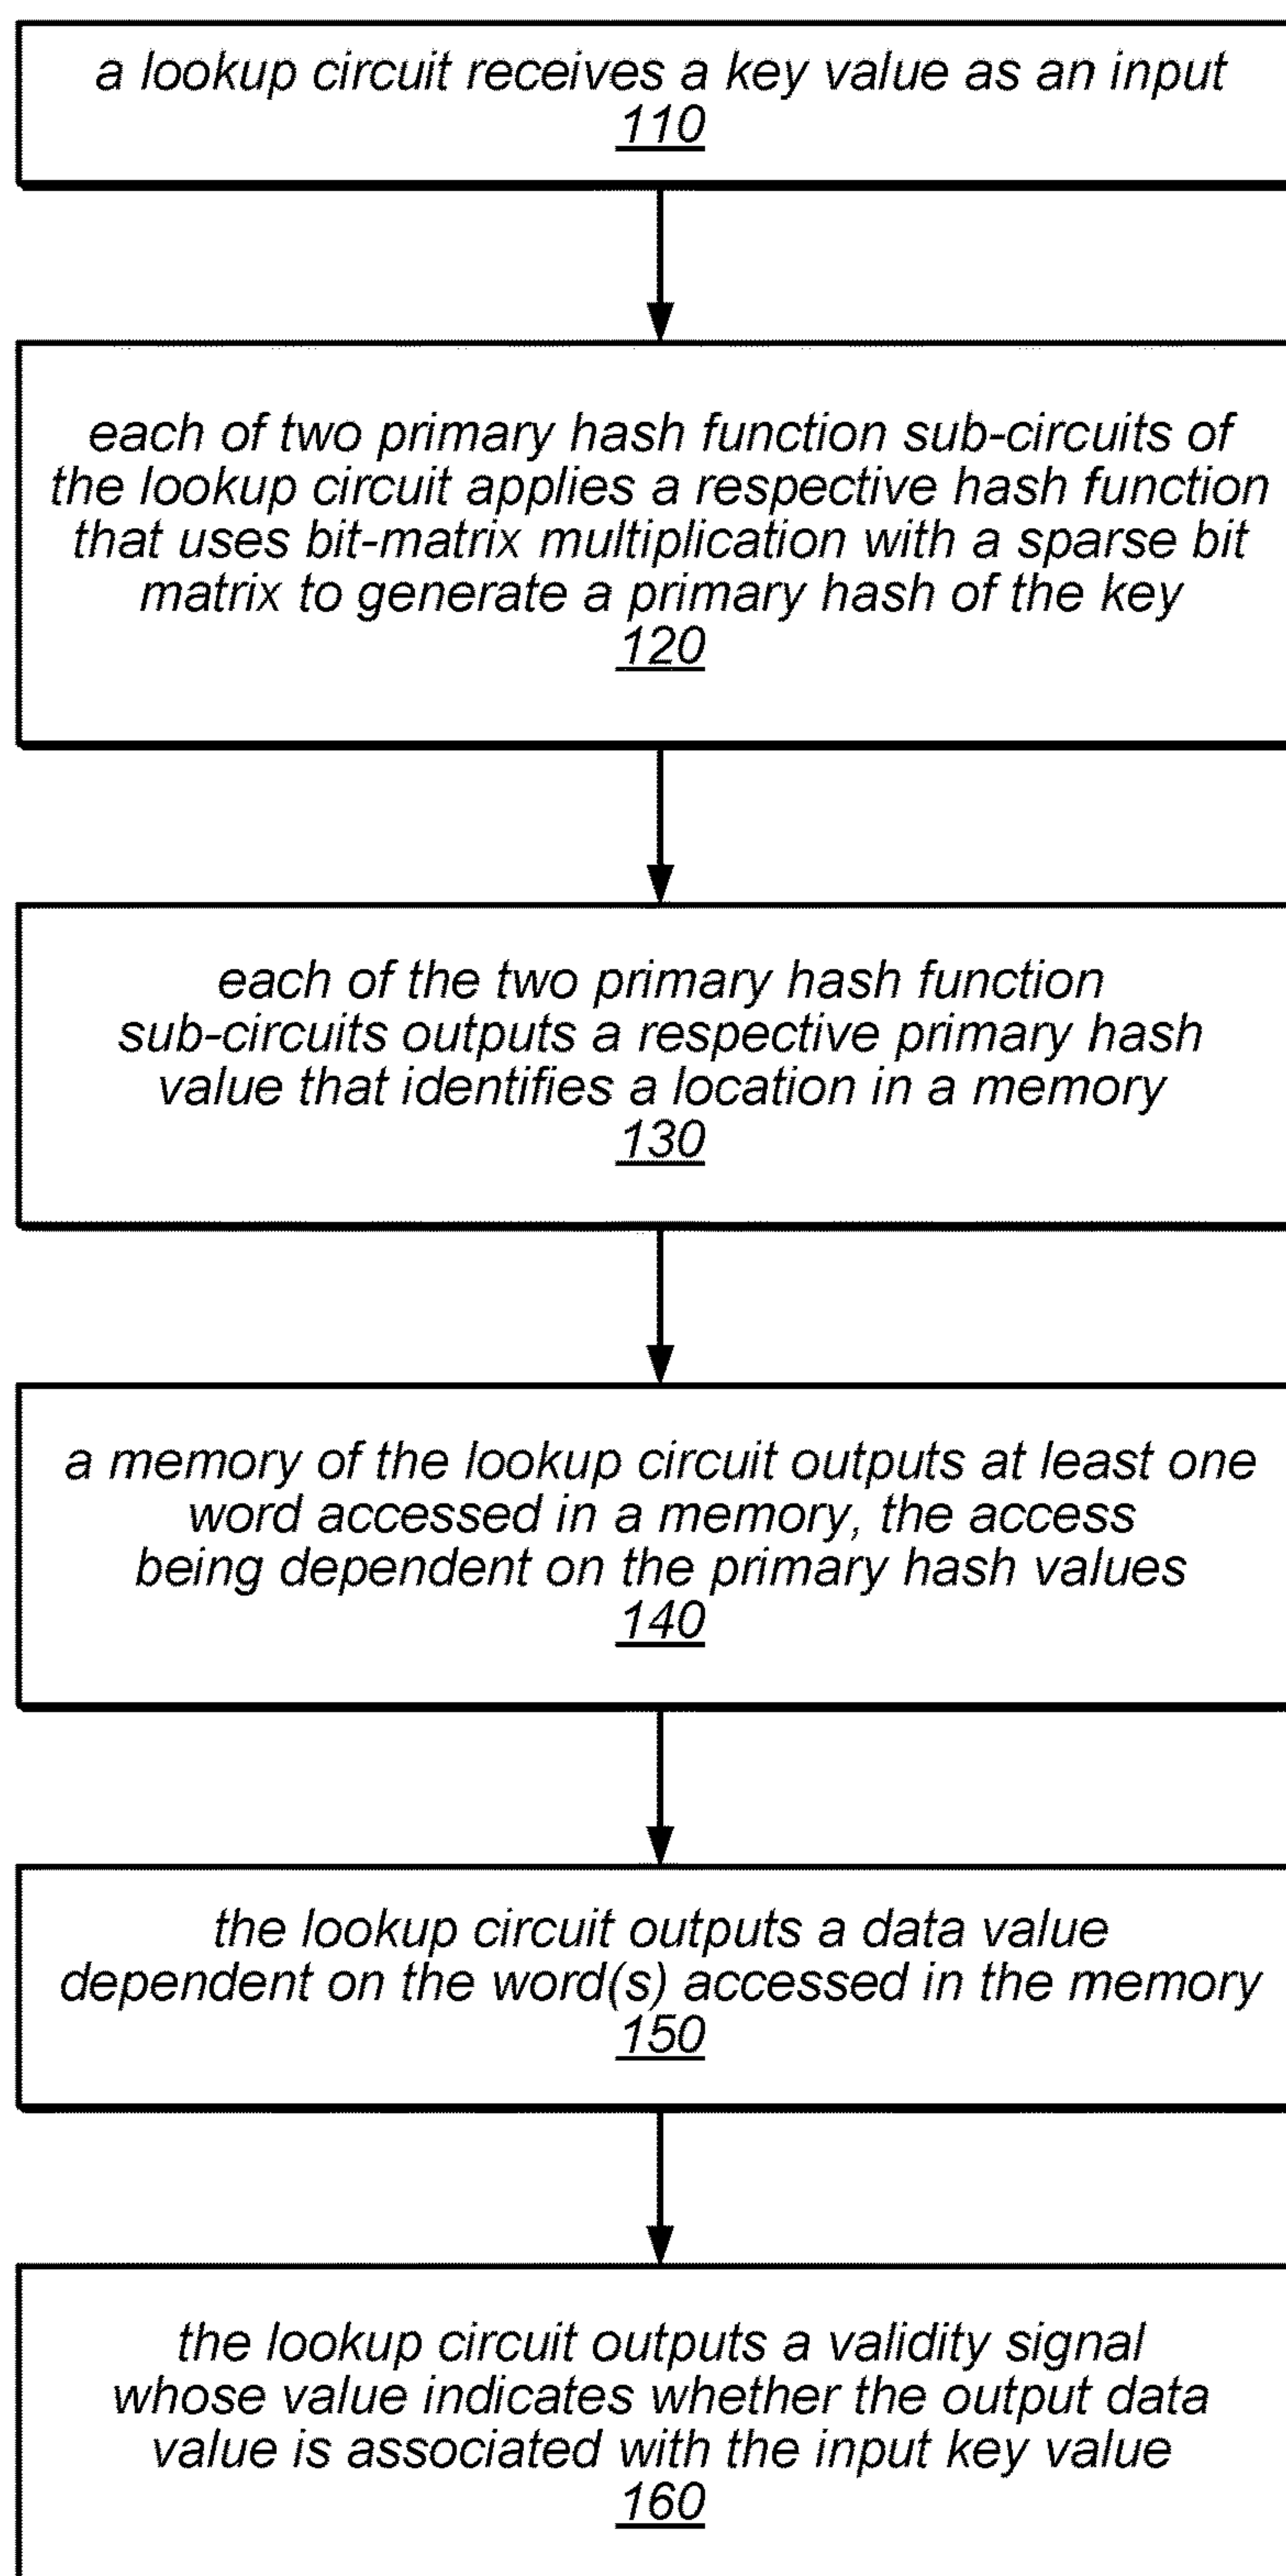 a lookup circuit receives a key value as an input
110
each of two primary hash function sub-circuits of
the lookup circuit applies a respective hash function
that uses bit-matrix multiplication with a sparse bit
matrix to generate a primary hash of the key
120
each of the two primary hash function
sub-circuits outputs a respective primary hash
value that identifies a location in a memory
130
a memory of the lookup circuit outputs at least one
word accessed in a memory, the access
being dependent on the primary hash values
140
the lookup circuit outputs a data value
dependent on the word(s) accessed in the memory
150
the lookup circuit outputs a validity signal
whose value indicates whether the output data
value is associated with the input key value
160